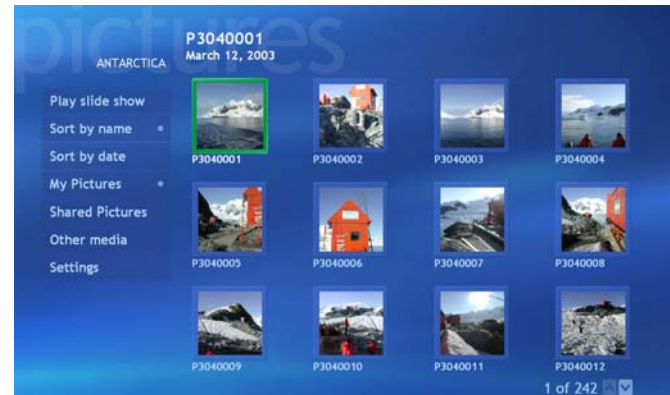 pictures
ANTARCTICA
P3040001
March 12, 2003
Play slide show
Sort by name
Sort by date
My Pictures
Shared Pictures
Other media
Settings
P3040001
P3040002
P3040003
P3040004
P3040005
P3040006
P3040007
P3040008
P3040009
P3040010
P3040011
P3040012
1 of 242